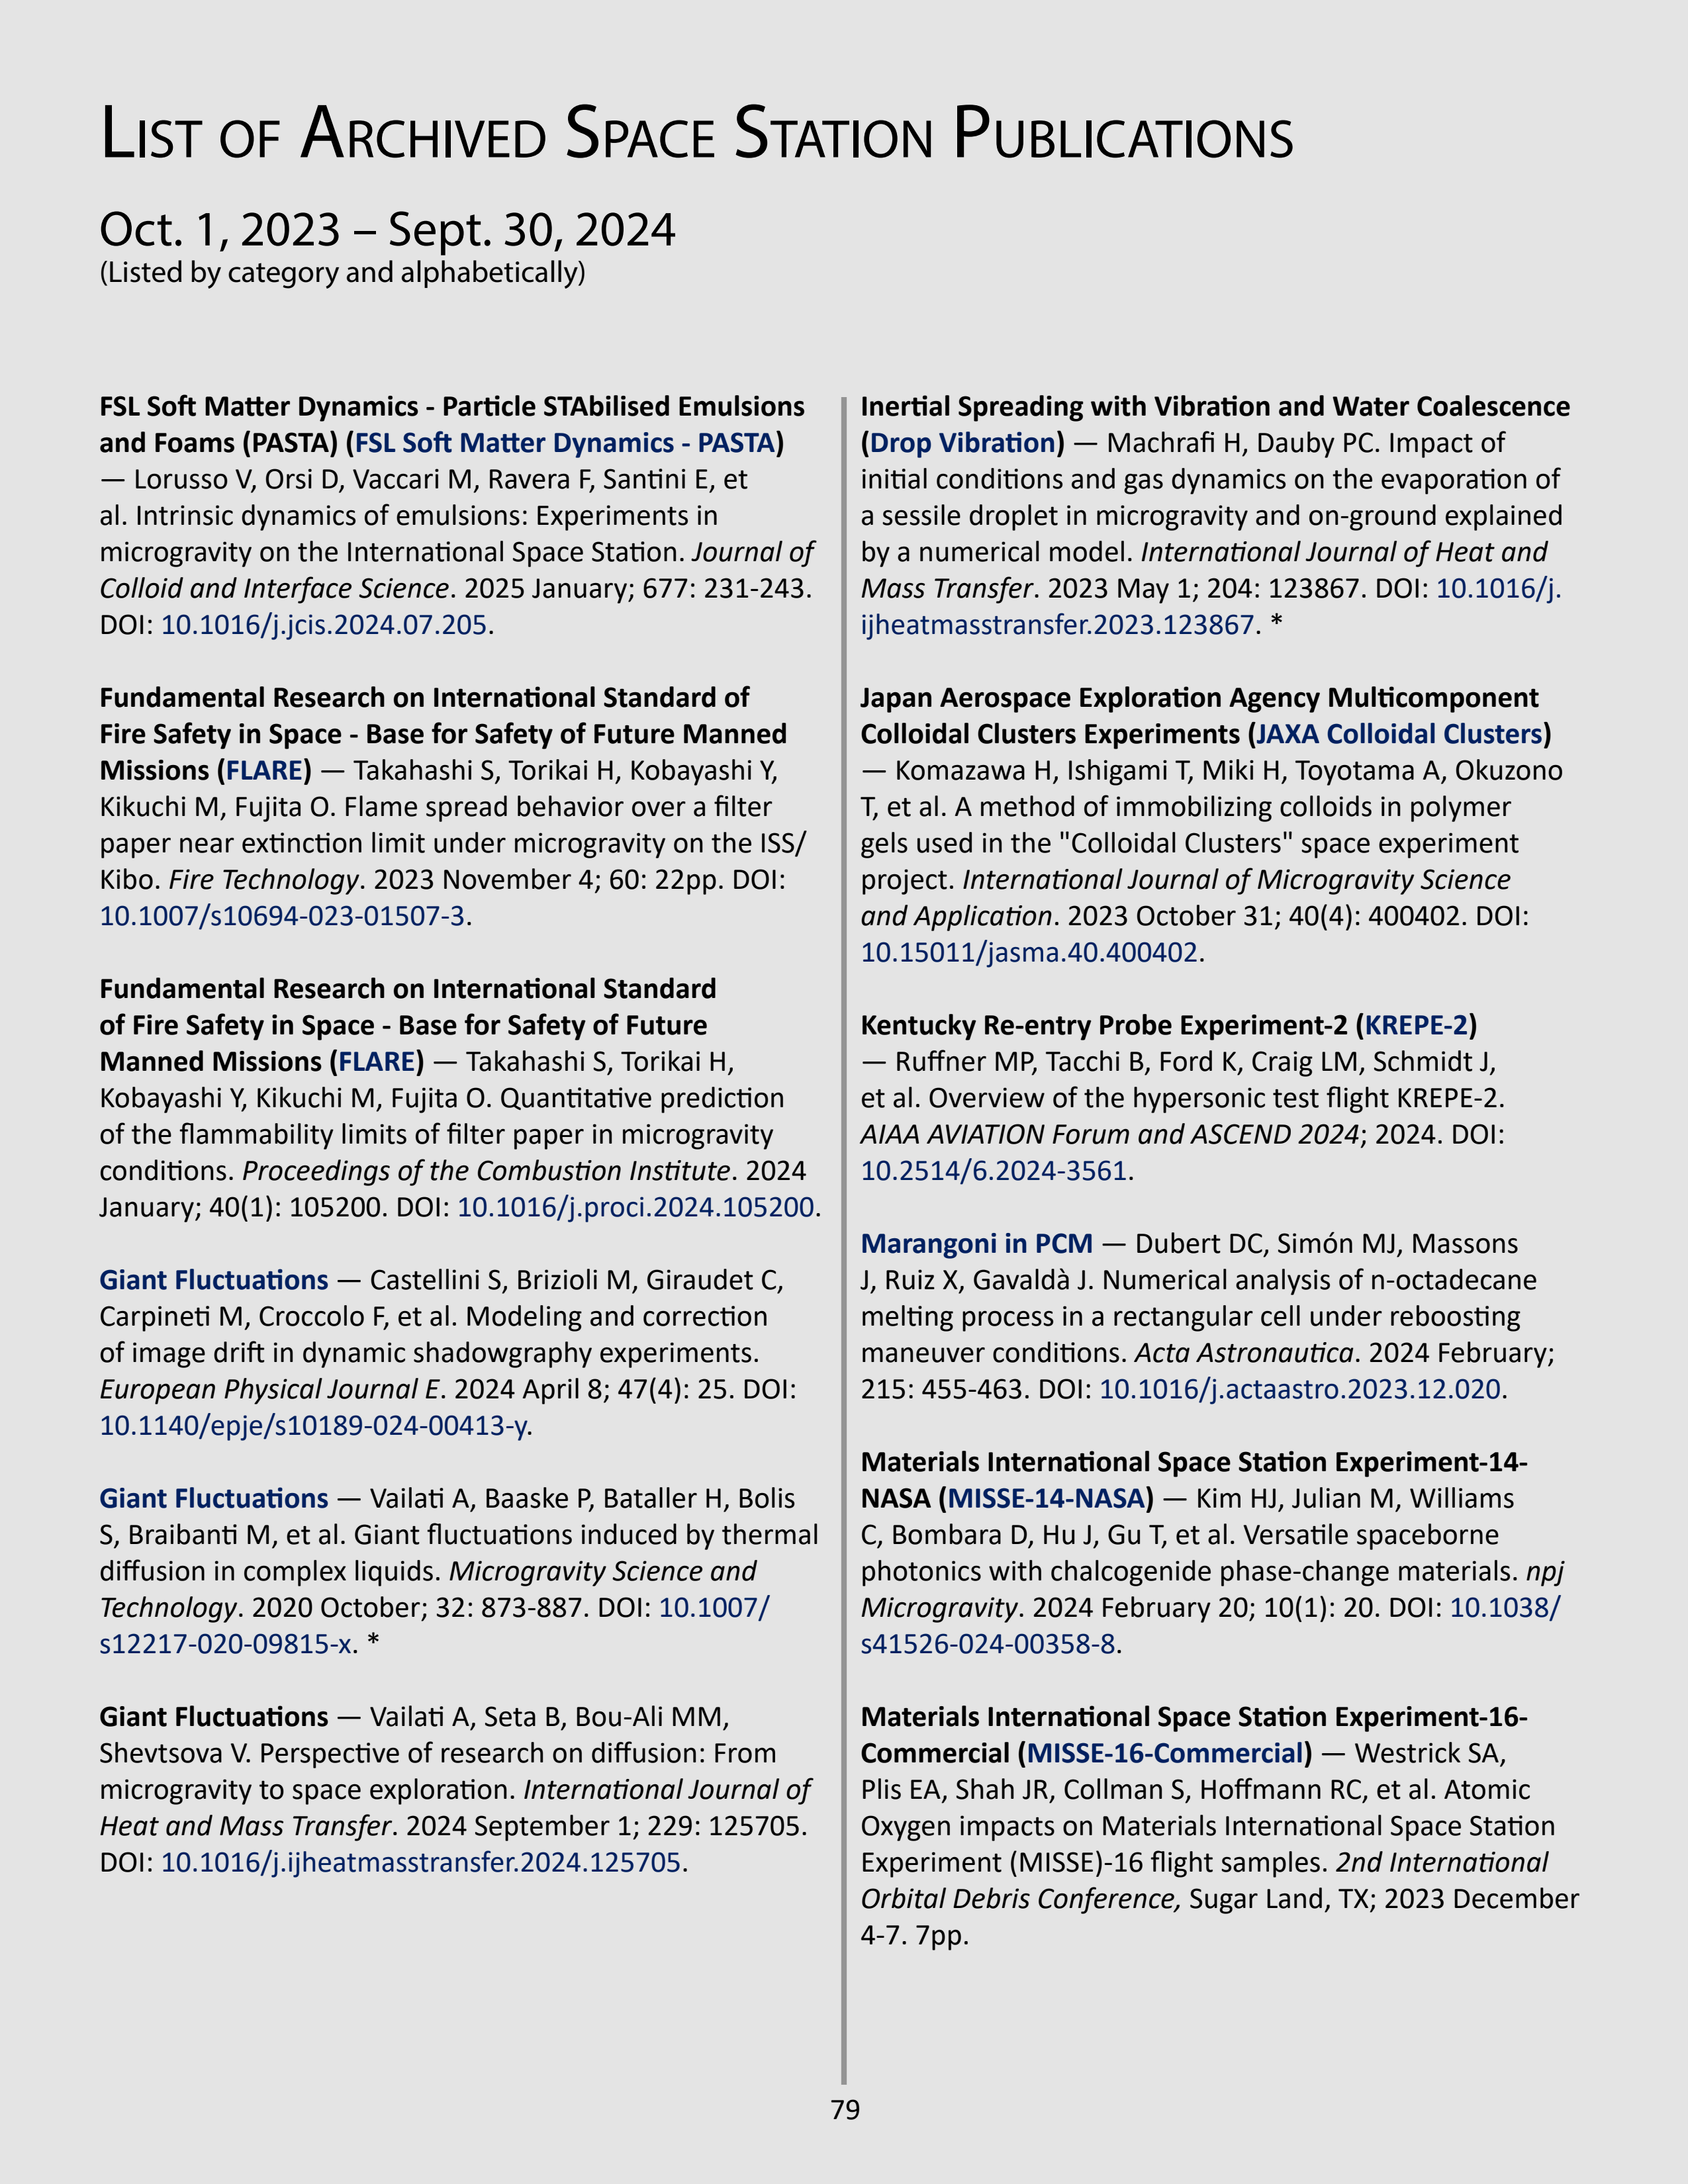 List of Archived Space Station Publications
Oct. 1, 2023 – Sept. 30, 2024
(Listed by category and alphabetically)
FSL Soft Matter Dynamics - Particle STAbilised Emulsions
and Foams (PASTA) (FSL Soft Matter Dynamics - PASTA)
— Lorusso V, Orsi D, Vaccari M, Ravera F, Santini E, et
al. Intrinsic dynamics of emulsions: Experiments in
microgravity on the International Space Station. Journal of
Colloid and Interface Science. 2025 January; 677: 231-243.
DOI: 10.1016/j.jcis.2024.07.205.
Fundamental Research on International Standard of
Fire Safety in Space - Base for Safety of Future Manned
Missions (FLARE) — Takahashi S, Torikai H, Kobayashi Y,
Kikuchi M, Fujita O. Flame spread behavior over a filter
paper near extinction limit under microgravity on the ISS/
Kibo. Fire Technology. 2023 November 4; 60: 22pp. DOI:
10.1007/s10694-023-01507-3.
Fundamental Research on International Standard
of Fire Safety in Space - Base for Safety of Future
Manned Missions (FLARE) — Takahashi S, Torikai H,
Kobayashi Y, Kikuchi M, Fujita O. Quantitative prediction
of the flammability limits of filter paper in microgravity
conditions. Proceedings of the Combustion Institute. 2024
January; 40(1): 105200. DOI: 10.1016/j.proci.2024.105200.
Giant Fluctuations — Castellini S, Brizioli M, Giraudet C,
Carpineti M, Croccolo F, et al. Modeling and correction
of image drift in dynamic shadowgraphy experiments.
European Physical Journal E. 2024 April 8; 47(4): 25. DOI:
10.1140/epje/s10189-024-00413-y.
Giant Fluctuations — Vailati A, Baaske P, Bataller H, Bolis
S, Braibanti M, et al. Giant fluctuations induced by thermal
diffusion in complex liquids. Microgravity Science and
Technology. 2020 October; 32: 873-887. DOI: 10.1007/
s12217-020-09815-x. *
Giant Fluctuations — Vailati A, Seta B, Bou-Ali MM,
Shevtsova V. Perspective of research on diffusion: From
microgravity to space exploration. International Journal of
Heat and Mass Transfer. 2024 September 1; 229: 125705.
DOI: 10.1016/j.ijheatmasstransfer.2024.125705.
Inertial Spreading with Vibration and Water Coalescence
(Drop Vibration) — Machrafi H, Dauby PC. Impact of
initial conditions and gas dynamics on the evaporation of
a sessile droplet in microgravity and on-ground explained
by a numerical model. International Journal of Heat and
Mass Transfer. 2023 May 1; 204: 123867. DOI: 10.1016/j.
ijheatmasstransfer.2023.123867. *
Japan Aerospace Exploration Agency Multicomponent
Colloidal Clusters Experiments (JAXA Colloidal Clusters)
— Komazawa H, Ishigami T, Miki H, Toyotama A, Okuzono
T, et al. A method of immobilizing colloids in polymer
gels used in the "Colloidal Clusters" space experiment
project. International Journal of Microgravity Science
and Application. 2023 October 31; 40(4): 400402. DOI:
10.15011/jasma.40.400402.
Kentucky Re-entry Probe Experiment-2 (KREPE-2)
— Ruffner MP, Tacchi B, Ford K, Craig LM, Schmidt J,
et al. Overview of the hypersonic test flight KREPE-2.
AIAA AVIATION Forum and ASCEND 2024; 2024. DOI:
10.2514/6.2024-3561.
Marangoni in PCM — Dubert DC, Simón MJ, Massons
J, Ruiz X, Gavaldà J. Numerical analysis of n-octadecane
melting process in a rectangular cell under reboosting
maneuver conditions. Acta Astronautica. 2024 February;
215: 455-463. DOI: 10.1016/j.actaastro.2023.12.020.
Materials International Space Station Experiment-14-
NASA (MISSE-14-NASA) — Kim HJ, Julian M, Williams
C, Bombara D, Hu J, Gu T, et al. Versatile spaceborne
photonics with chalcogenide phase-change materials. npj
Microgravity. 2024 February 20; 10(1): 20. DOI: 10.1038/
s41526-024-00358-8.
Materials International Space Station Experiment-16-
Commercial (MISSE-16-Commercial) — Westrick SA,
Plis EA, Shah JR, Collman S, Hoffmann RC, et al. Atomic
Oxygen impacts on Materials International Space Station
Experiment (MISSE)-16 flight samples. 2nd International
Orbital Debris Conference, Sugar Land, TX; 2023 December
4-7. 7pp.
79